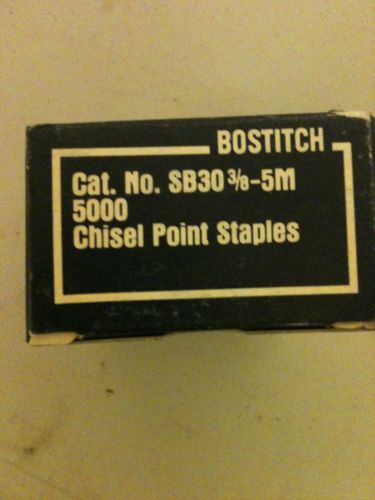 BOSTITCH
Cat. No. SB30 3/8-5M
5000
Chisel Point Staples